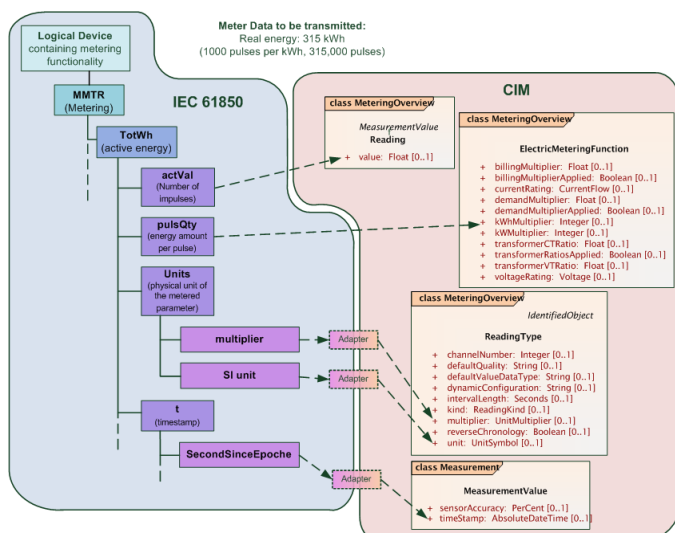 Meter Data to be transmitted:
Real energy: 315 kWh
(1000 pulses per kWh, 315,000 pulses)
Logical Device
containing metering
functionality
MMTR
(Metering)
IEC 61850
TotWh
(active energy)
actVal
(Number of
impulses)
pulsQty
(energy amount
per pulse)
Units
(physical unit of
the metered
parameter)
multiplier
SI unit
t
(timestamp)
SecondSinceEpoche
Adapter
Adapter
Adapter
CIM
class MeteringOverview
MeasurementValue
Reading
+ value: Float [0..1]
class MeteringOverview
ElectricMeteringFunction
+ billingMultiplier: Float [0..1]
+ billingMultiplierApplied: Boolean [0..1]
+ currentRating: CurrentFlow [0..1]
+ demandMultiplier: Float [0..1]
+ demandMultiplierApplied: Boolean [0..1]
+ kWhMultiplier: Integer [0..1]
+ kWMultiplier: Integer [0..1]
+ transformerCTRatio: Float [0..1]
+ transformerRatiosApplied: Boolean [0..1]
+ transformerVTRatio: Float [0..1]
+ voltageRating: Voltage [0..1]
class MeteringOverview
IdentifiedObject
ReadingType
+ channelNumber: Integer [0..1]
+ defaultQuality: String [0..1]
+ defaultValueDataType: String [0..1]
+ dynamicConfiguration: String [0..1]
+ intervalLength: Seconds [0..1]
+ kind: ReadingKind [0..1]
+ multiplier: UnitMultiplier [0..1]
+ reverseChronology: Boolean [0..1]
+ unit: UnitSymbol [0..1]
class Measurement
MeasurementValue
+ sensorAccuracy: PerCent [0..1]
+ timeStamp: AbsoluteDateTime [0..1]